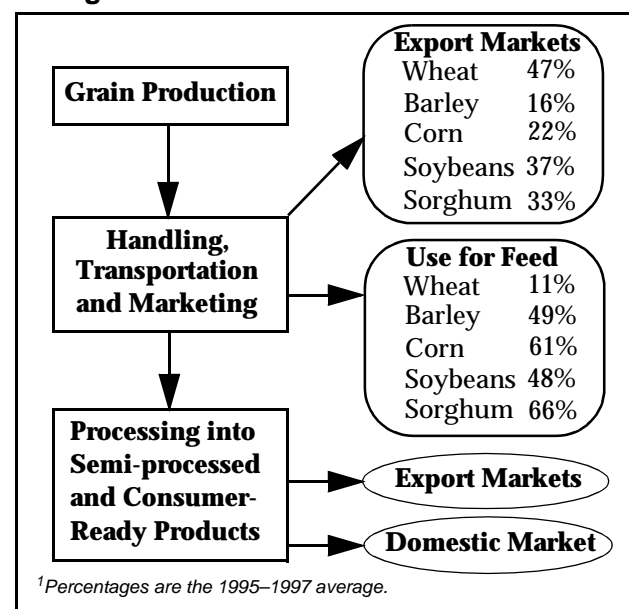 Grain Production
Handling,
Transportation
and Marketing
Processing into
Semi-processed
and Consumer-
Ready Products
Export Markets
Wheat 47%
Barley 16%
Corn 22%
Soybeans 37%
Sorghum 33%
Use for Feed
Wheat 11%
Barley 49%
Corn 61%
Soybeans 48%
Sorghum 66%
Export Markets
Domestic Market
1Percentages are the 1995–1997 average.